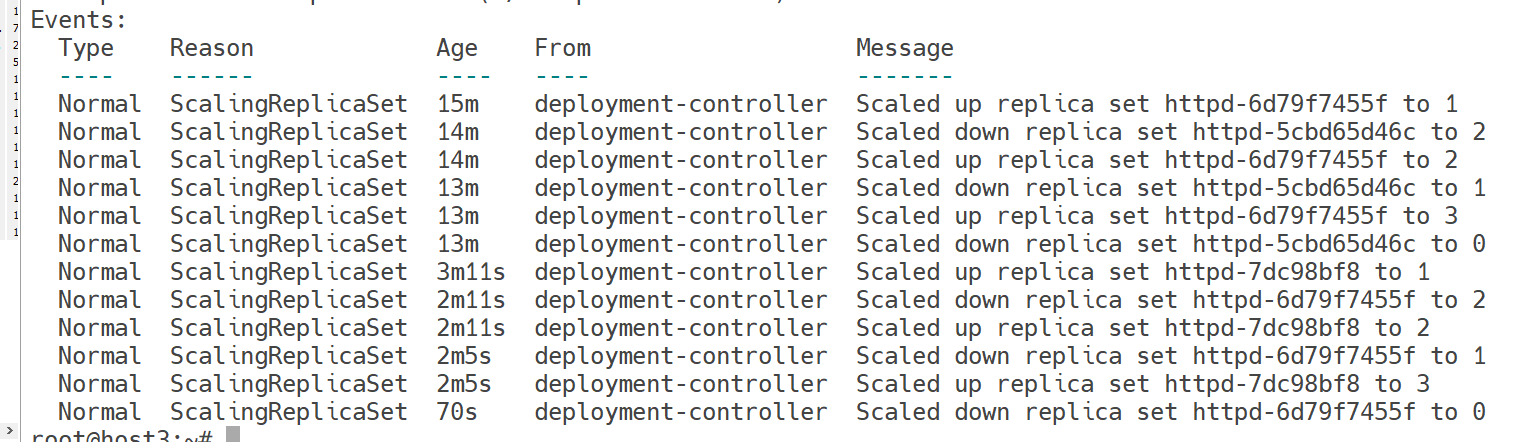 Events:
Type Reason Age From Message
---- ------ ---- ---- -------
Normal ScalingReplicaSet 15m deployment-controller Scaled up replica set httpd-6d79f7455f to 1
Normal ScalingReplicaSet 14m deployment-controller Scaled down replica set httpd-5cbd65d46c to 2
Normal ScalingReplicaSet 14m deployment-controller Scaled up replica set httpd-6d79f7455f to 2
Normal ScalingReplicaSet 13m deployment-controller Scaled down replica set httpd-5cbd65d46c to 1
Normal ScalingReplicaSet 13m deployment-controller Scaled up replica set httpd-6d79f7455f to 3
Normal ScalingReplicaSet 13m deployment-controller Scaled down replica set httpd-5cbd65d46c to 0
Normal ScalingReplicaSet 3m11s deployment-controller Scaled up replica set httpd-7dc98bf8 to 1
Normal ScalingReplicaSet 2m11s deployment-controller Scaled down replica set httpd-6d79f7455f to 2
Normal ScalingReplicaSet 2m11s deployment-controller Scaled up replica set httpd-7dc98bf8 to 2
Normal ScalingReplicaSet 2m5s deployment-controller Scaled down replica set httpd-6d79f7455f to 1
Normal ScalingReplicaSet 2m5s deployment-controller Scaled up replica set httpd-7dc98bf8 to 3
Normal ScalingReplicaSet 70s deployment-controller Scaled down replica set httpd-6d79f7455f to 0
root@host3:~#